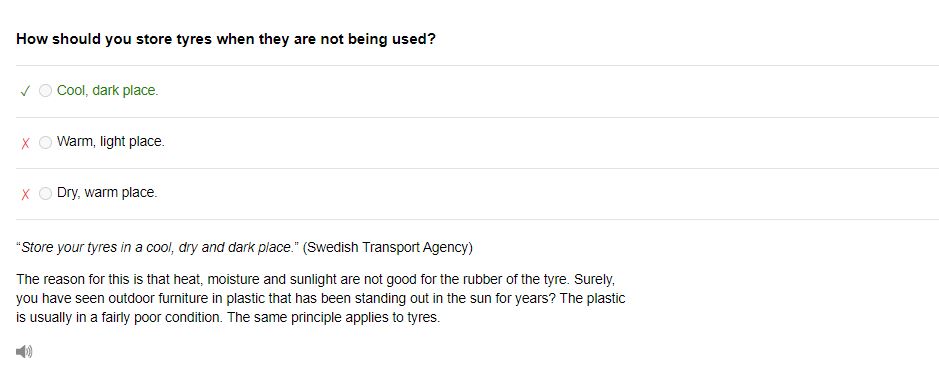 How should you store tyres when they are not being used?
✓ Cool, dark place.
X Warm, light place.
X Dry, warm place.
“Store your tyres in a cool, dry and dark place.” (Swedish Transport Agency)
The reason for this is that heat, moisture and sunlight are not good for the rubber of the tyre. Surely,
you have seen outdoor furniture in plastic that has been standing out in the sun for years? The plastic
is usually in a fairly poor condition. The same principle applies to tyres.